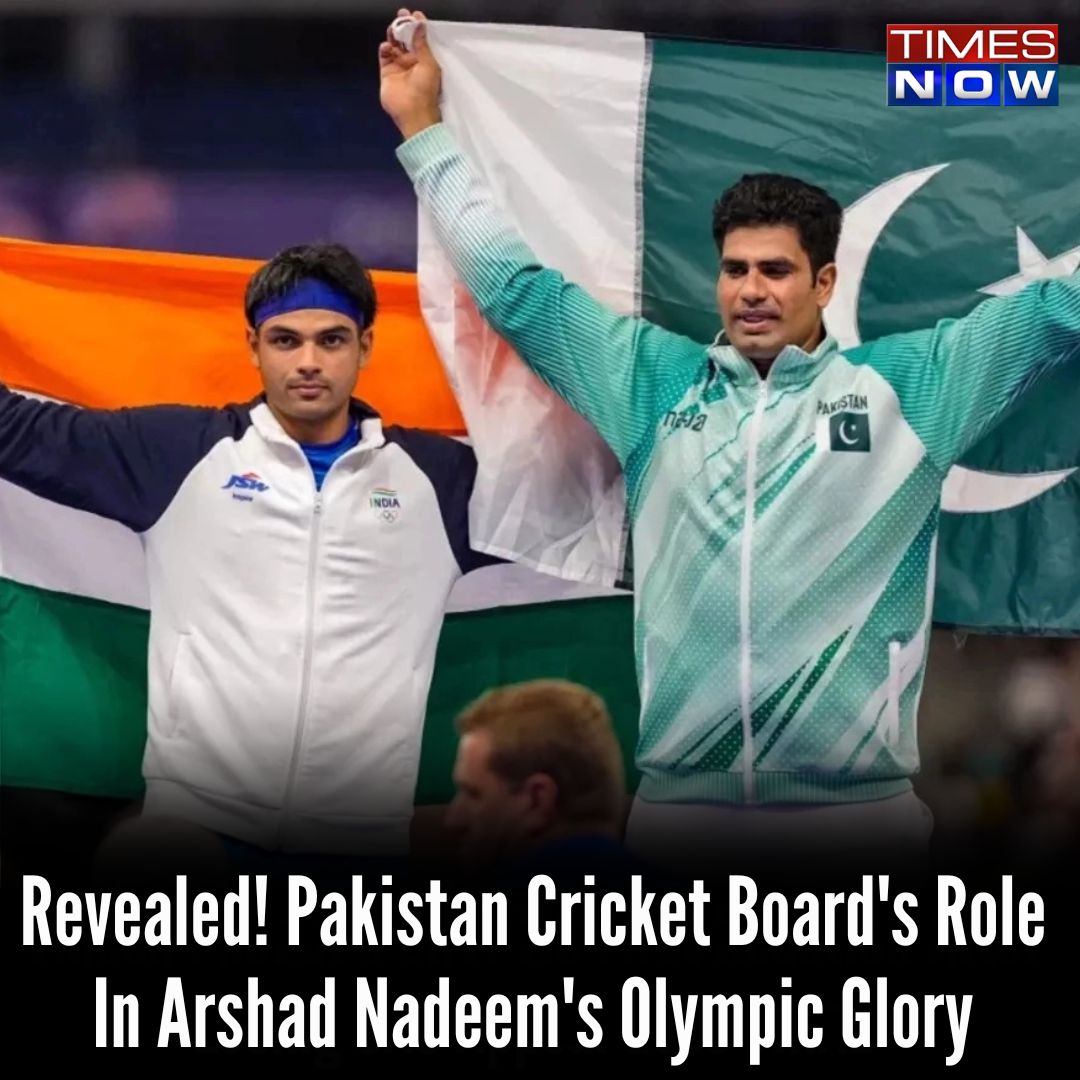 TIMES
NOW
PAKISTAN
JSW
INDIA
Revealed! Pakistan Cricket Board's Role
In Arshad Nadeem's Olympic Glory